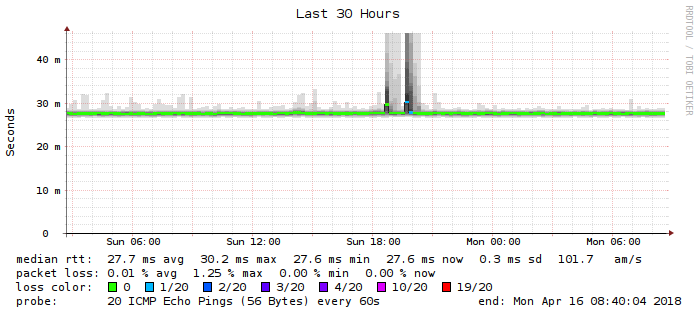 Last 30 Hours
RRDTOOL / TOBI OETIKER
Seconds
40 m
30 m
20 m
10 m
0
Sun 06:00 Sun 12:00 Sun 18:00 Mon 00:00 Mon 06:00
median rtt: 27.7 ms avg 30.2 ms max 27.6 ms min 27.6 ms now 0.3 ms sd 101.7 am/s
packet loss: 0.01 % avg 1.25 % max 0.00 % min 0.00 % now
loss color: 0 1/20 2/20 3/20 4/20 10/20 19/20
probe: 20 ICMP Echo Pings (56 Bytes) every 60s end: Mon Apr 16 08:40:04 2018